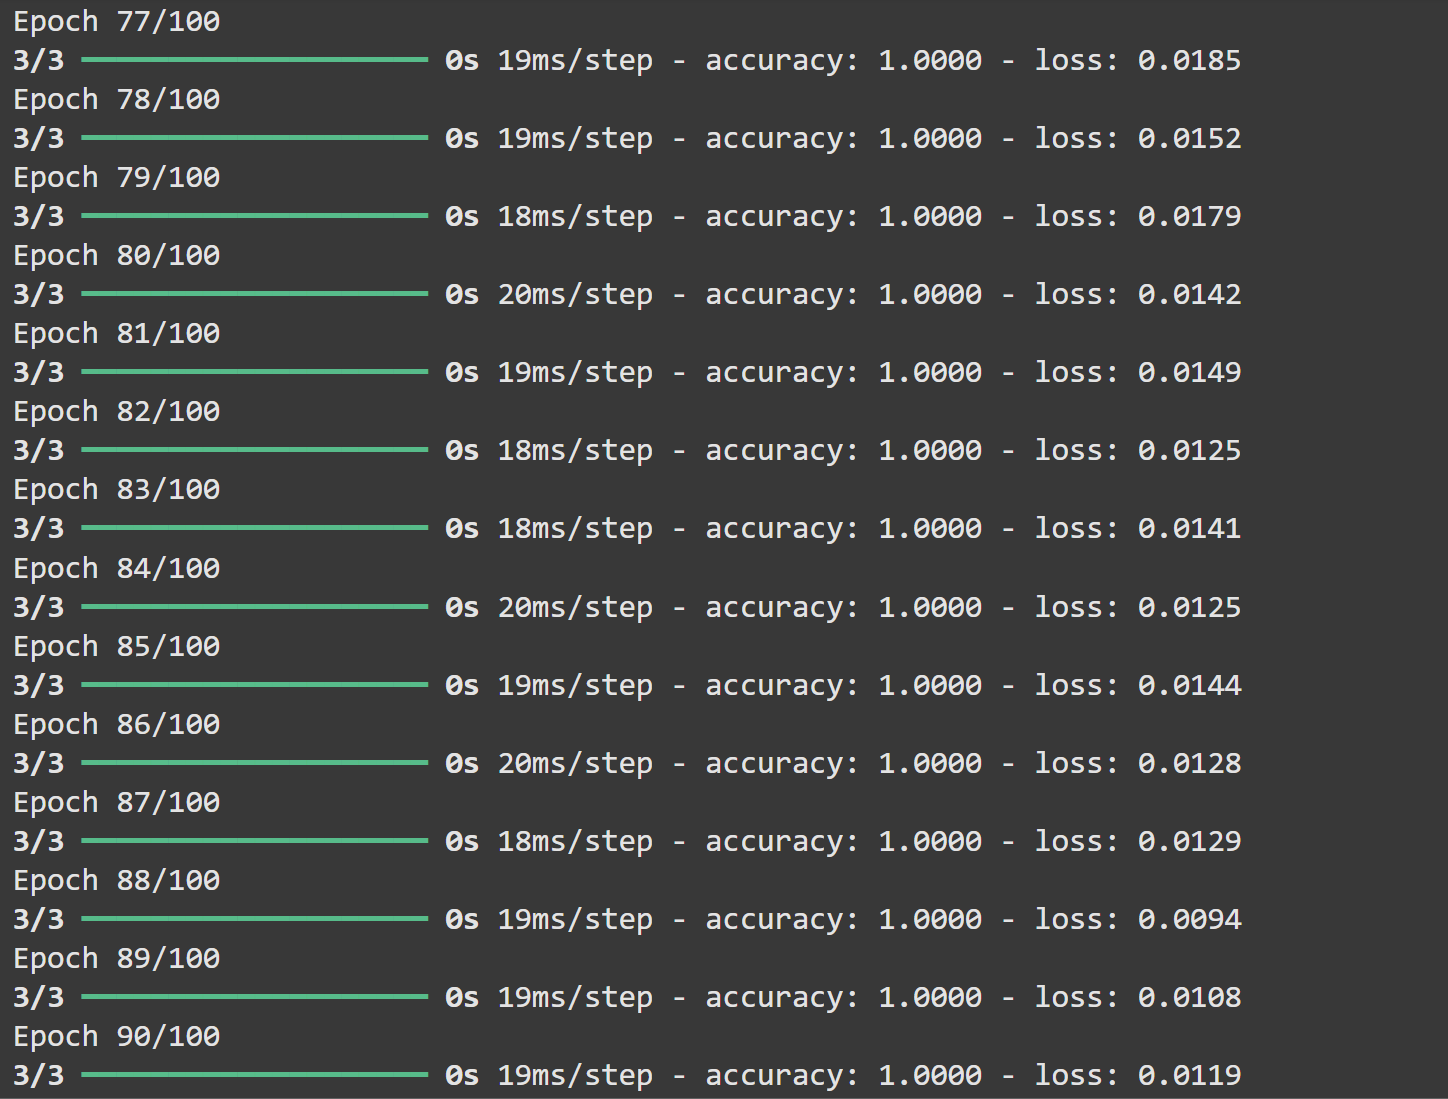 Epoch 77/100
3/3 ━━━━━━━━━━━━━━━━━━━━ 0s 19ms/step - accuracy: 1.0000 - loss: 0.0185
Epoch 78/100
3/3 ━━━━━━━━━━━━━━━━━━━━ 0s 19ms/step - accuracy: 1.0000 - loss: 0.0152
Epoch 79/100
3/3 ━━━━━━━━━━━━━━━━━━━━ 0s 18ms/step - accuracy: 1.0000 - loss: 0.0179
Epoch 80/100
3/3 ━━━━━━━━━━━━━━━━━━━━ 0s 20ms/step - accuracy: 1.0000 - loss: 0.0142
Epoch 81/100
3/3 ━━━━━━━━━━━━━━━━━━━━ 0s 19ms/step - accuracy: 1.0000 - loss: 0.0149
Epoch 82/100
3/3 ━━━━━━━━━━━━━━━━━━━━ 0s 18ms/step - accuracy: 1.0000 - loss: 0.0125
Epoch 83/100
3/3 ━━━━━━━━━━━━━━━━━━━━ 0s 18ms/step - accuracy: 1.0000 - loss: 0.0141
Epoch 84/100
3/3 ━━━━━━━━━━━━━━━━━━━━ 0s 20ms/step - accuracy: 1.0000 - loss: 0.0125
Epoch 85/100
3/3 ━━━━━━━━━━━━━━━━━━━━ 0s 19ms/step - accuracy: 1.0000 - loss: 0.0144
Epoch 86/100
3/3 ━━━━━━━━━━━━━━━━━━━━ 0s 20ms/step - accuracy: 1.0000 - loss: 0.0128
Epoch 87/100
3/3 ━━━━━━━━━━━━━━━━━━━━ 0s 18ms/step - accuracy: 1.0000 - loss: 0.0129
Epoch 88/100
3/3 ━━━━━━━━━━━━━━━━━━━━ 0s 19ms/step - accuracy: 1.0000 - loss: 0.0094
Epoch 89/100
3/3 ━━━━━━━━━━━━━━━━━━━━ 0s 19ms/step - accuracy: 1.0000 - loss: 0.0108
Epoch 90/100
3/3 ━━━━━━━━━━━━━━━━━━━━ 0s 19ms/step - accuracy: 1.0000 - loss: 0.0119